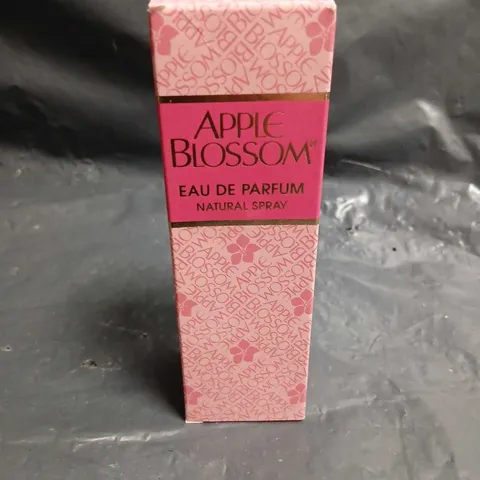 APPLE
BLOSSOM
EAU DE PARFUM
NATURAL SPRAY